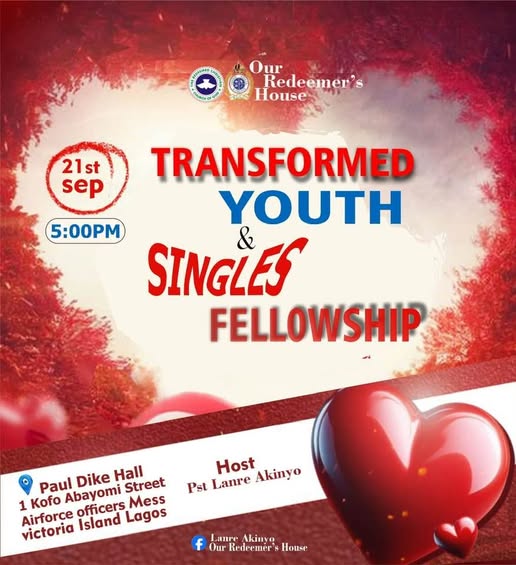 Our
Redeemer's
House
21st
sep
5:00PM
TRANSFORMED
YOUTH
&
SINGLES
FELLOWSHIP
Paul Dike Hall
1 Kofo Abayomi Street
Airforce officers Mess
victoria Island Lagos
Host
Pst Lanre Akinyo
Lanre Akinyo
Our Redeemer's House